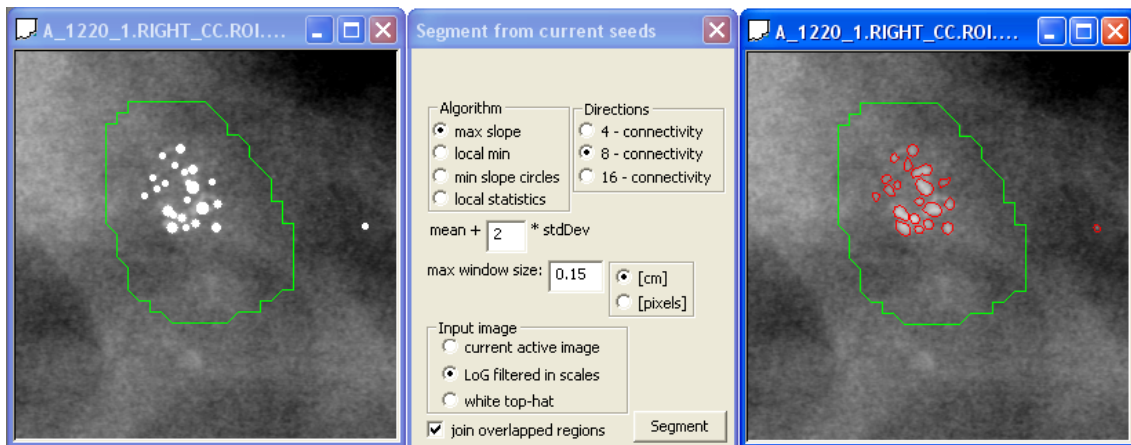 A_1220_1.RIGHT_CC.ROI....
Segment from current seeds
A_1220_1.RIGHT_CC.ROI....
Algorithm
max slope
local min
min slope circles
local statistics
Directions
4 - connectivity
8 - connectivity
16 - connectivity
mean + 2 * stdDev
max window size: 0.15
[cm]
[pixels]
Input image
current active image
LoG filtered in scales
white top-hat
join overlapped regions
Segment